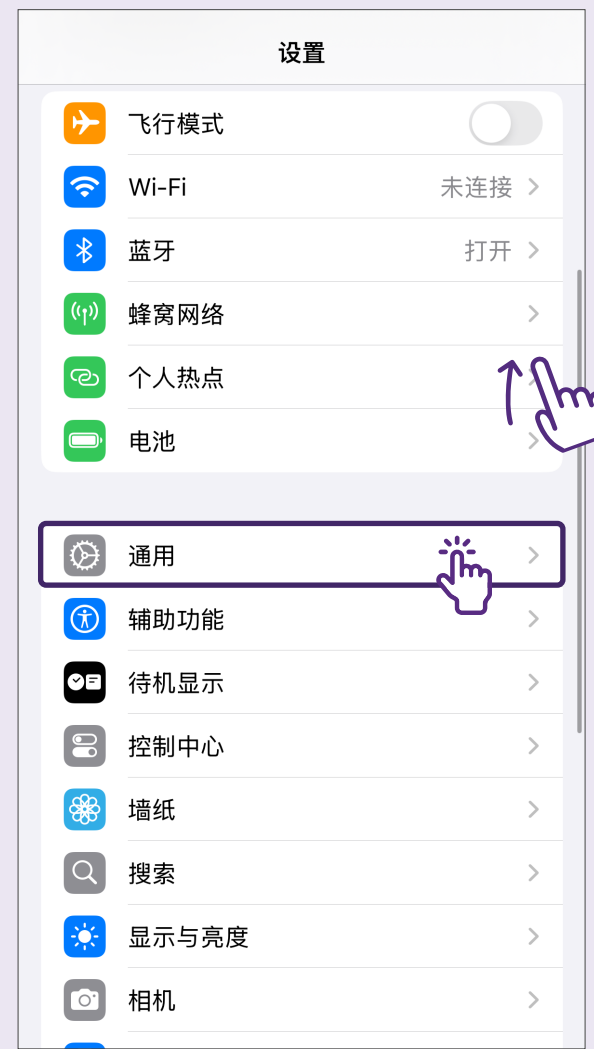 设置
飞行模式
Wi-Fi 未连接
蓝牙 打开
蜂窝网络
个人热点
电池
通用
辅助功能
待机显示
控制中心
墙纸
搜索
显示与亮度
相机